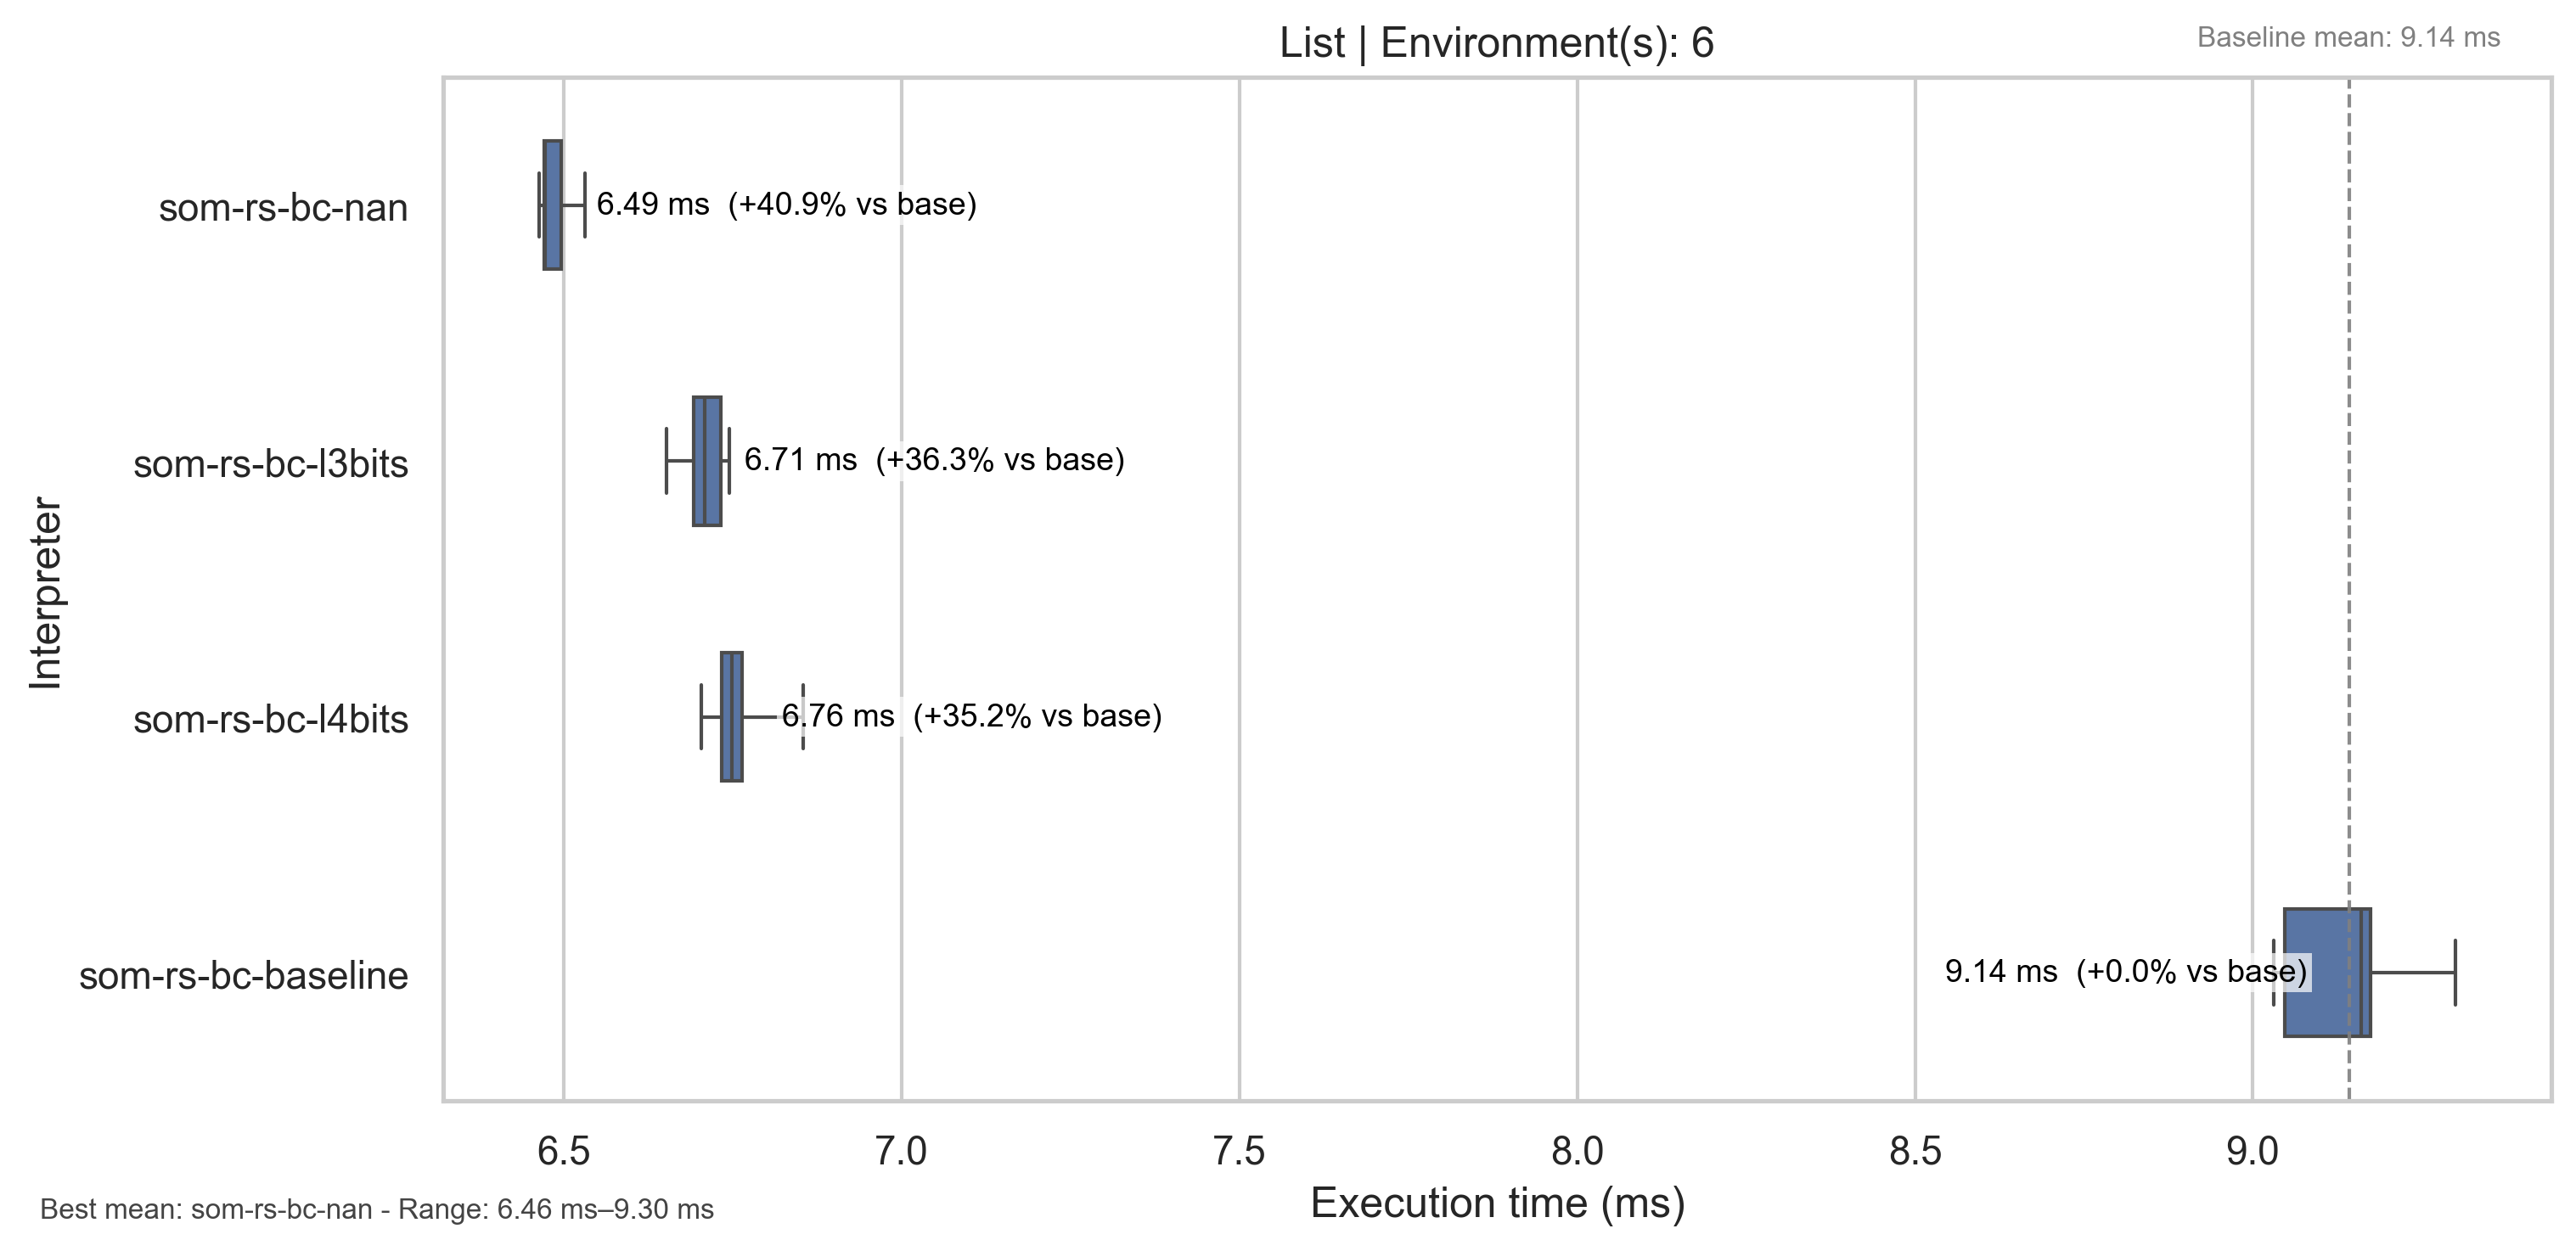 List | Environment(s): 6
Baseline mean: 9.14 ms
som-rs-bc-nan
6.49 ms (+40.9% vs base)
som-rs-bc-l3bits
6.71 ms (+36.3% vs base)
som-rs-bc-l4bits
6.76 ms (+35.2% vs base)
som-rs-bc-baseline
9.14 ms (+0.0% vs base)
Interpreter
6.5 7.0 7.5 8.0 8.5 9.0
Execution time (ms)
Best mean: som-rs-bc-nan - Range: 6.46 ms–9.30 ms